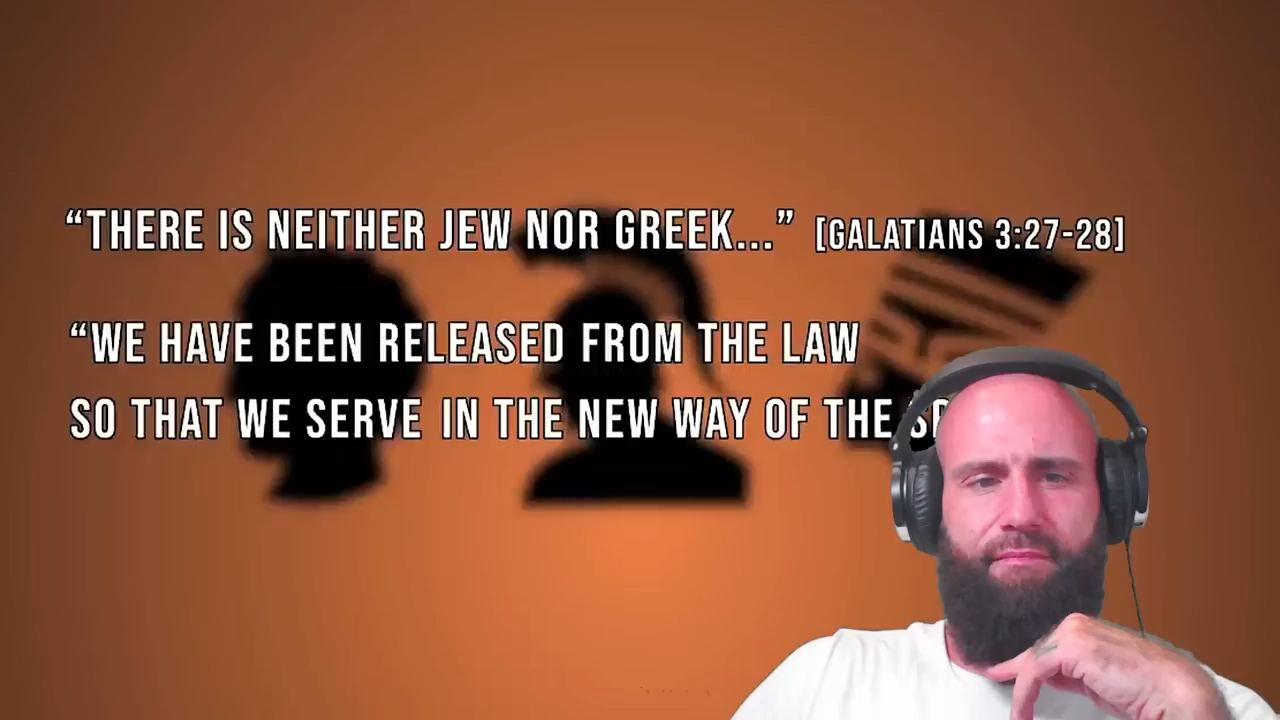 “THERE IS NEITHER JEW NOR GREEK...” [GALATIANS 3:27-28]
“WE HAVE BEEN RELEASED FROM THE LAW
SO THAT WE SERVE IN THE NEW WAY OF THE